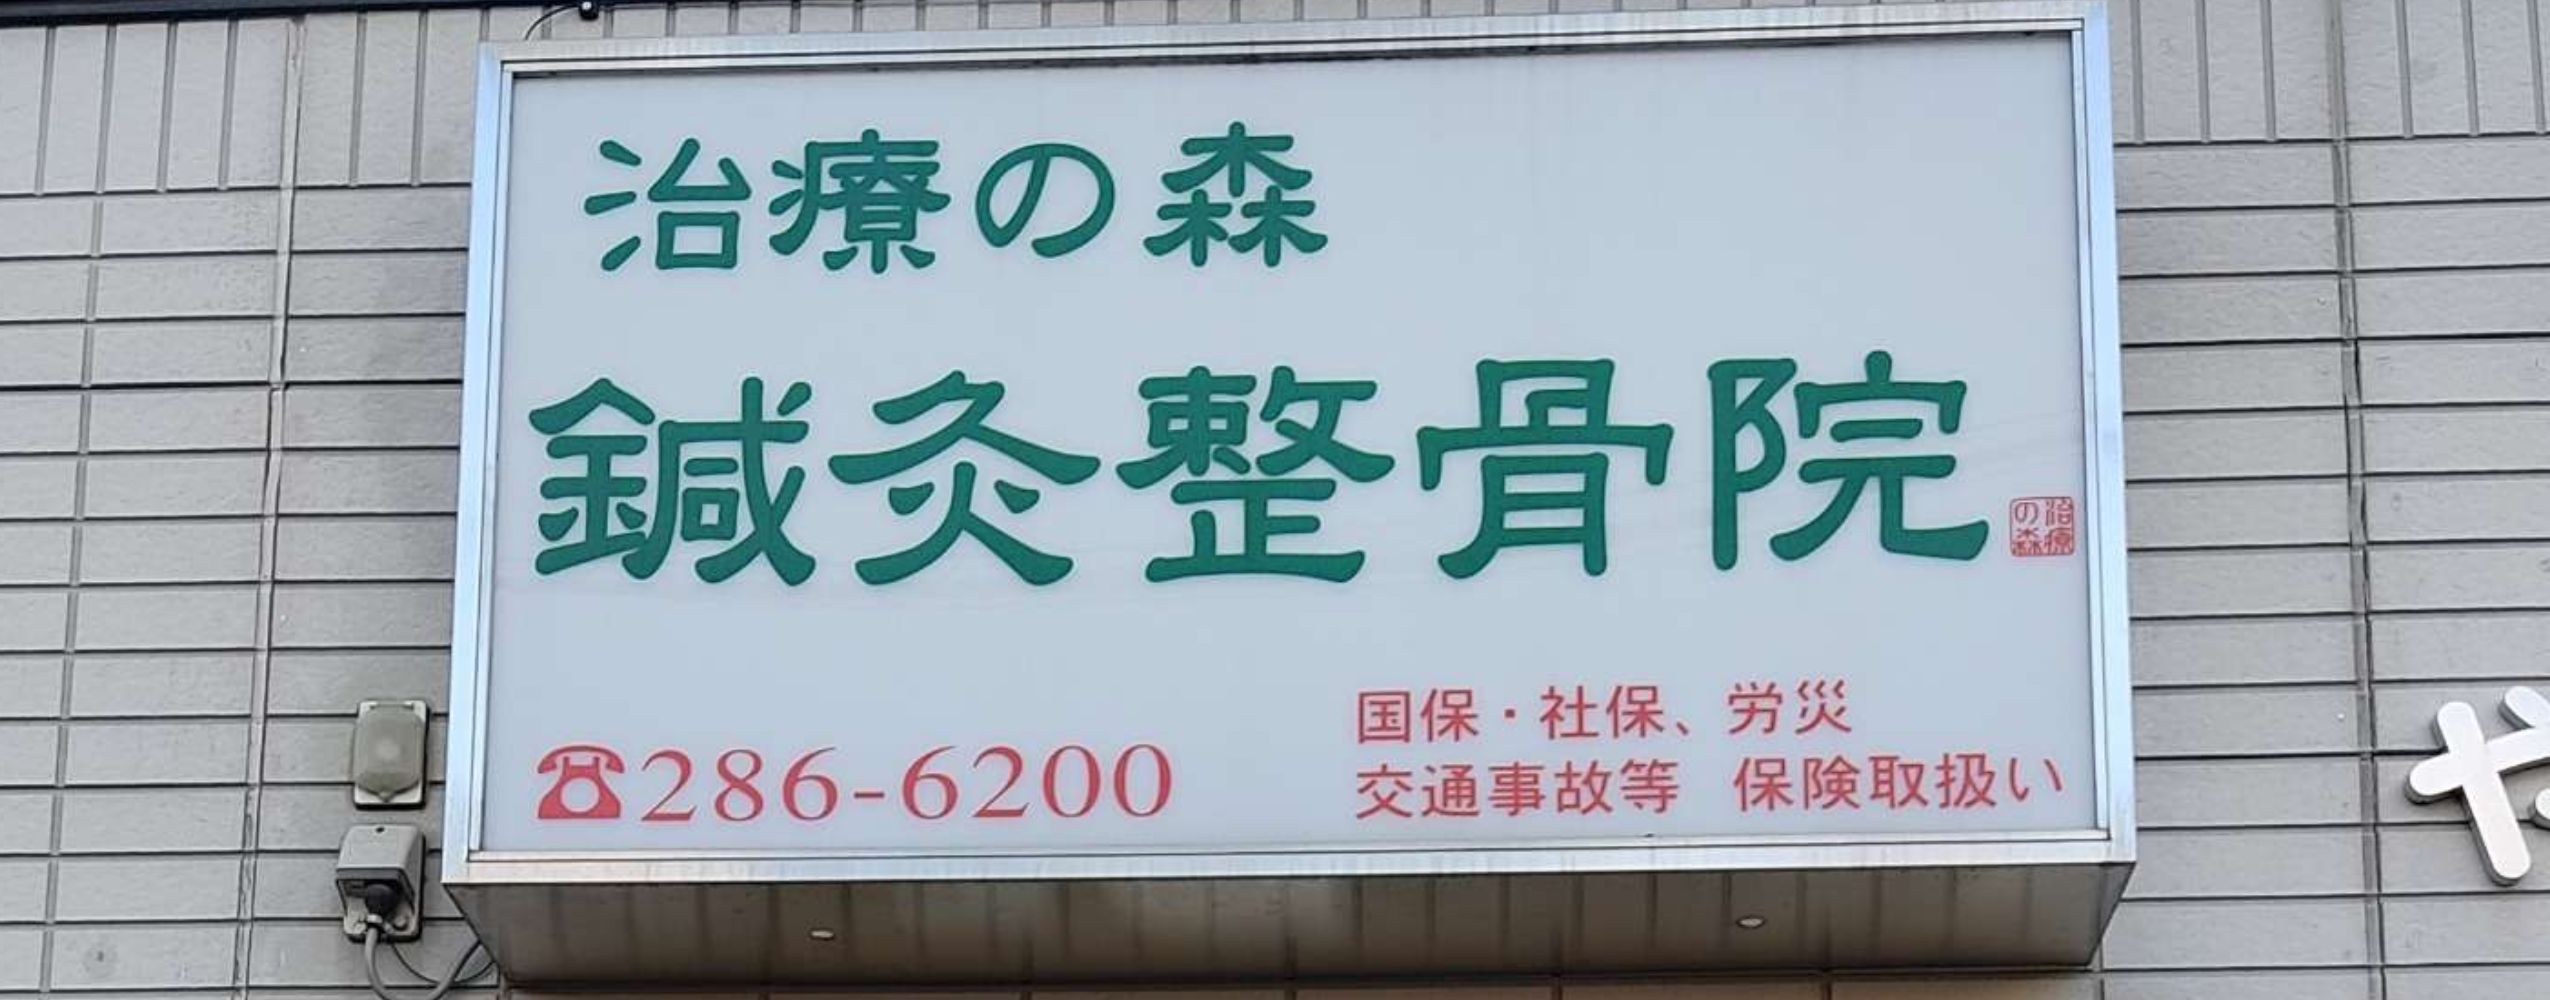 治療の森
鍼灸整骨院
治療
の森
☎286-6200
国保・社保、労災
交通事故等 保険取扱い
や